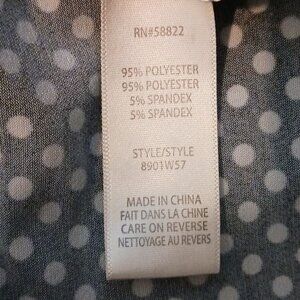 RN#58822
95% POLYESTER
95% POLYESTER
5% SPANDEX
5% SPANDEX
STYLE/STYLE
8901W57
MADE IN CHINA
FAIT DANS LA CHINE
CARE ON REVERSE
NETTOYAGE AU REVERS